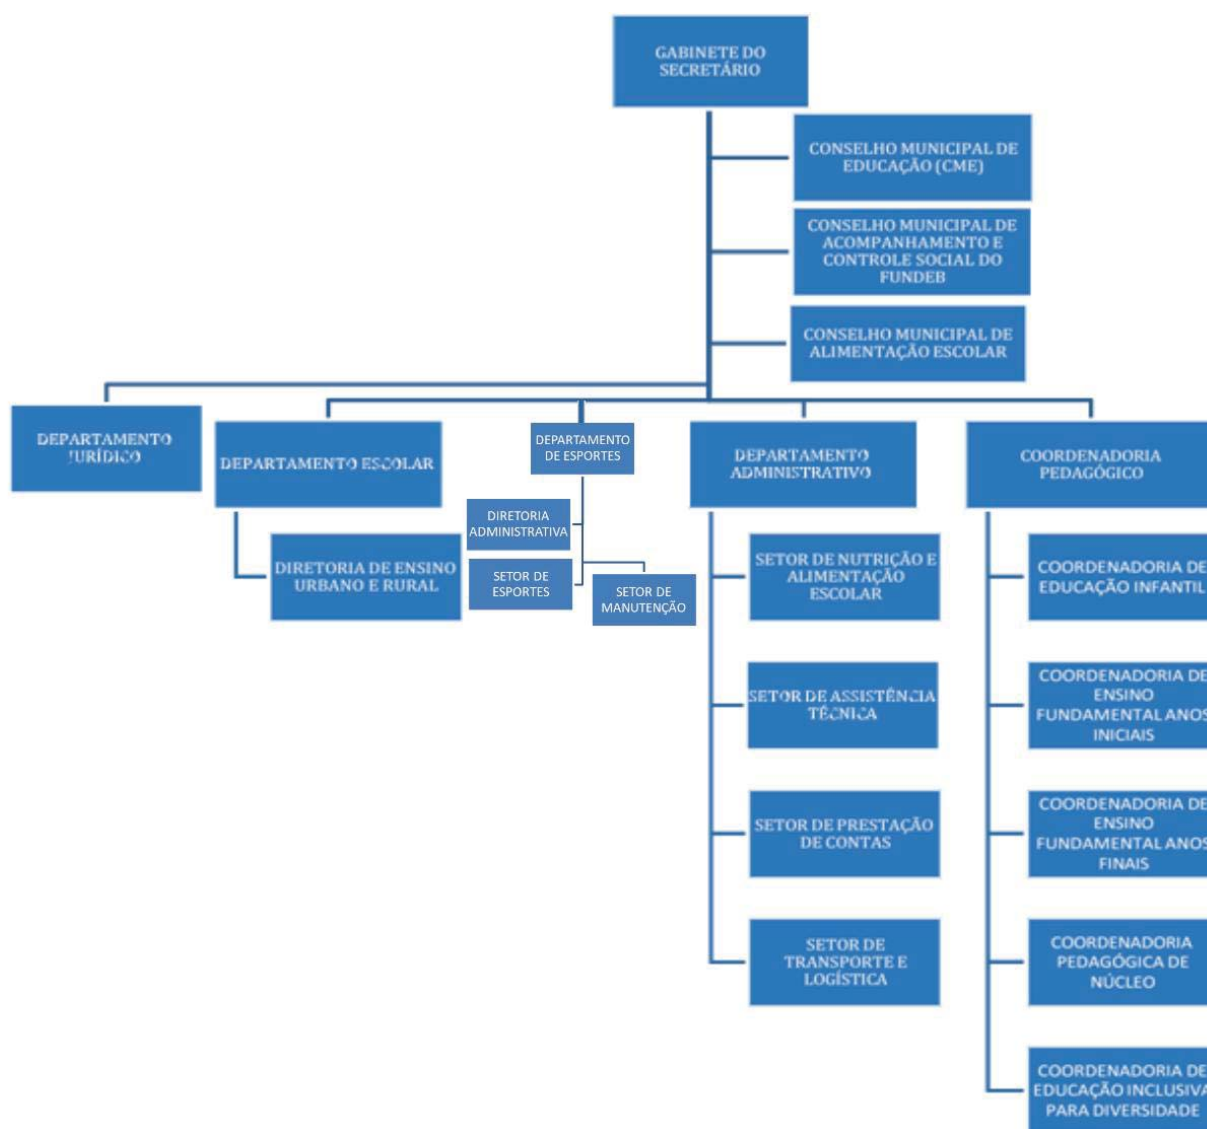 GABINETE DO
SECRETÁRIO
CONSELHO MUNICIPAL DE
EDUCAÇÃO (CME)
CONSELHO MUNICIPAL DE
ACOMPANHAMENTO E
CONTROLE SOCIAL DO
FUNDEB
CONSELHO MUNICIPAL DE
ALIMENTAÇÃO ESCOLAR
DEPARTAMENTO
JURÍDICO
DEPARTAMENTO ESCOLAR
DIRETORIA DE ENSINO
URBANO E RURAL
DEPARTAMENTO
DE ESPORTES
DIRETORIA
ADMINISTRATIVA
SETOR DE
ESPORTES
SETOR DE
MANUTENÇÃO
DEPARTAMENTO
ADMINISTRATIVO
SETOR DE NUTRIÇÃO E
ALIMENTAÇÃO
ESCOLAR
SETOR DE ASSISTÊNCIA
TÉCNICA
SETOR DE PRESTAÇÃO
DE CONTAS
SETOR DE
TRANSPORTE E
LOGÍSTICA
COORDENADORIA
PEDAGÓGICO
COORDENADORIA DE
EDUCAÇÃO INFANTIL
COORDENADORIA DE
ENSINO
FUNDAMENTAL ANOS
INICIAIS
COORDENADORIA DE
ENSINO
FUNDAMENTAL ANOS
FINAIS
COORDENADORIA
PEDAGÓGICA DE
NÚCLEO
COORDENADORIA DE
EDUCAÇÃO INCLUSIVA
PARA DIVERSIDADE